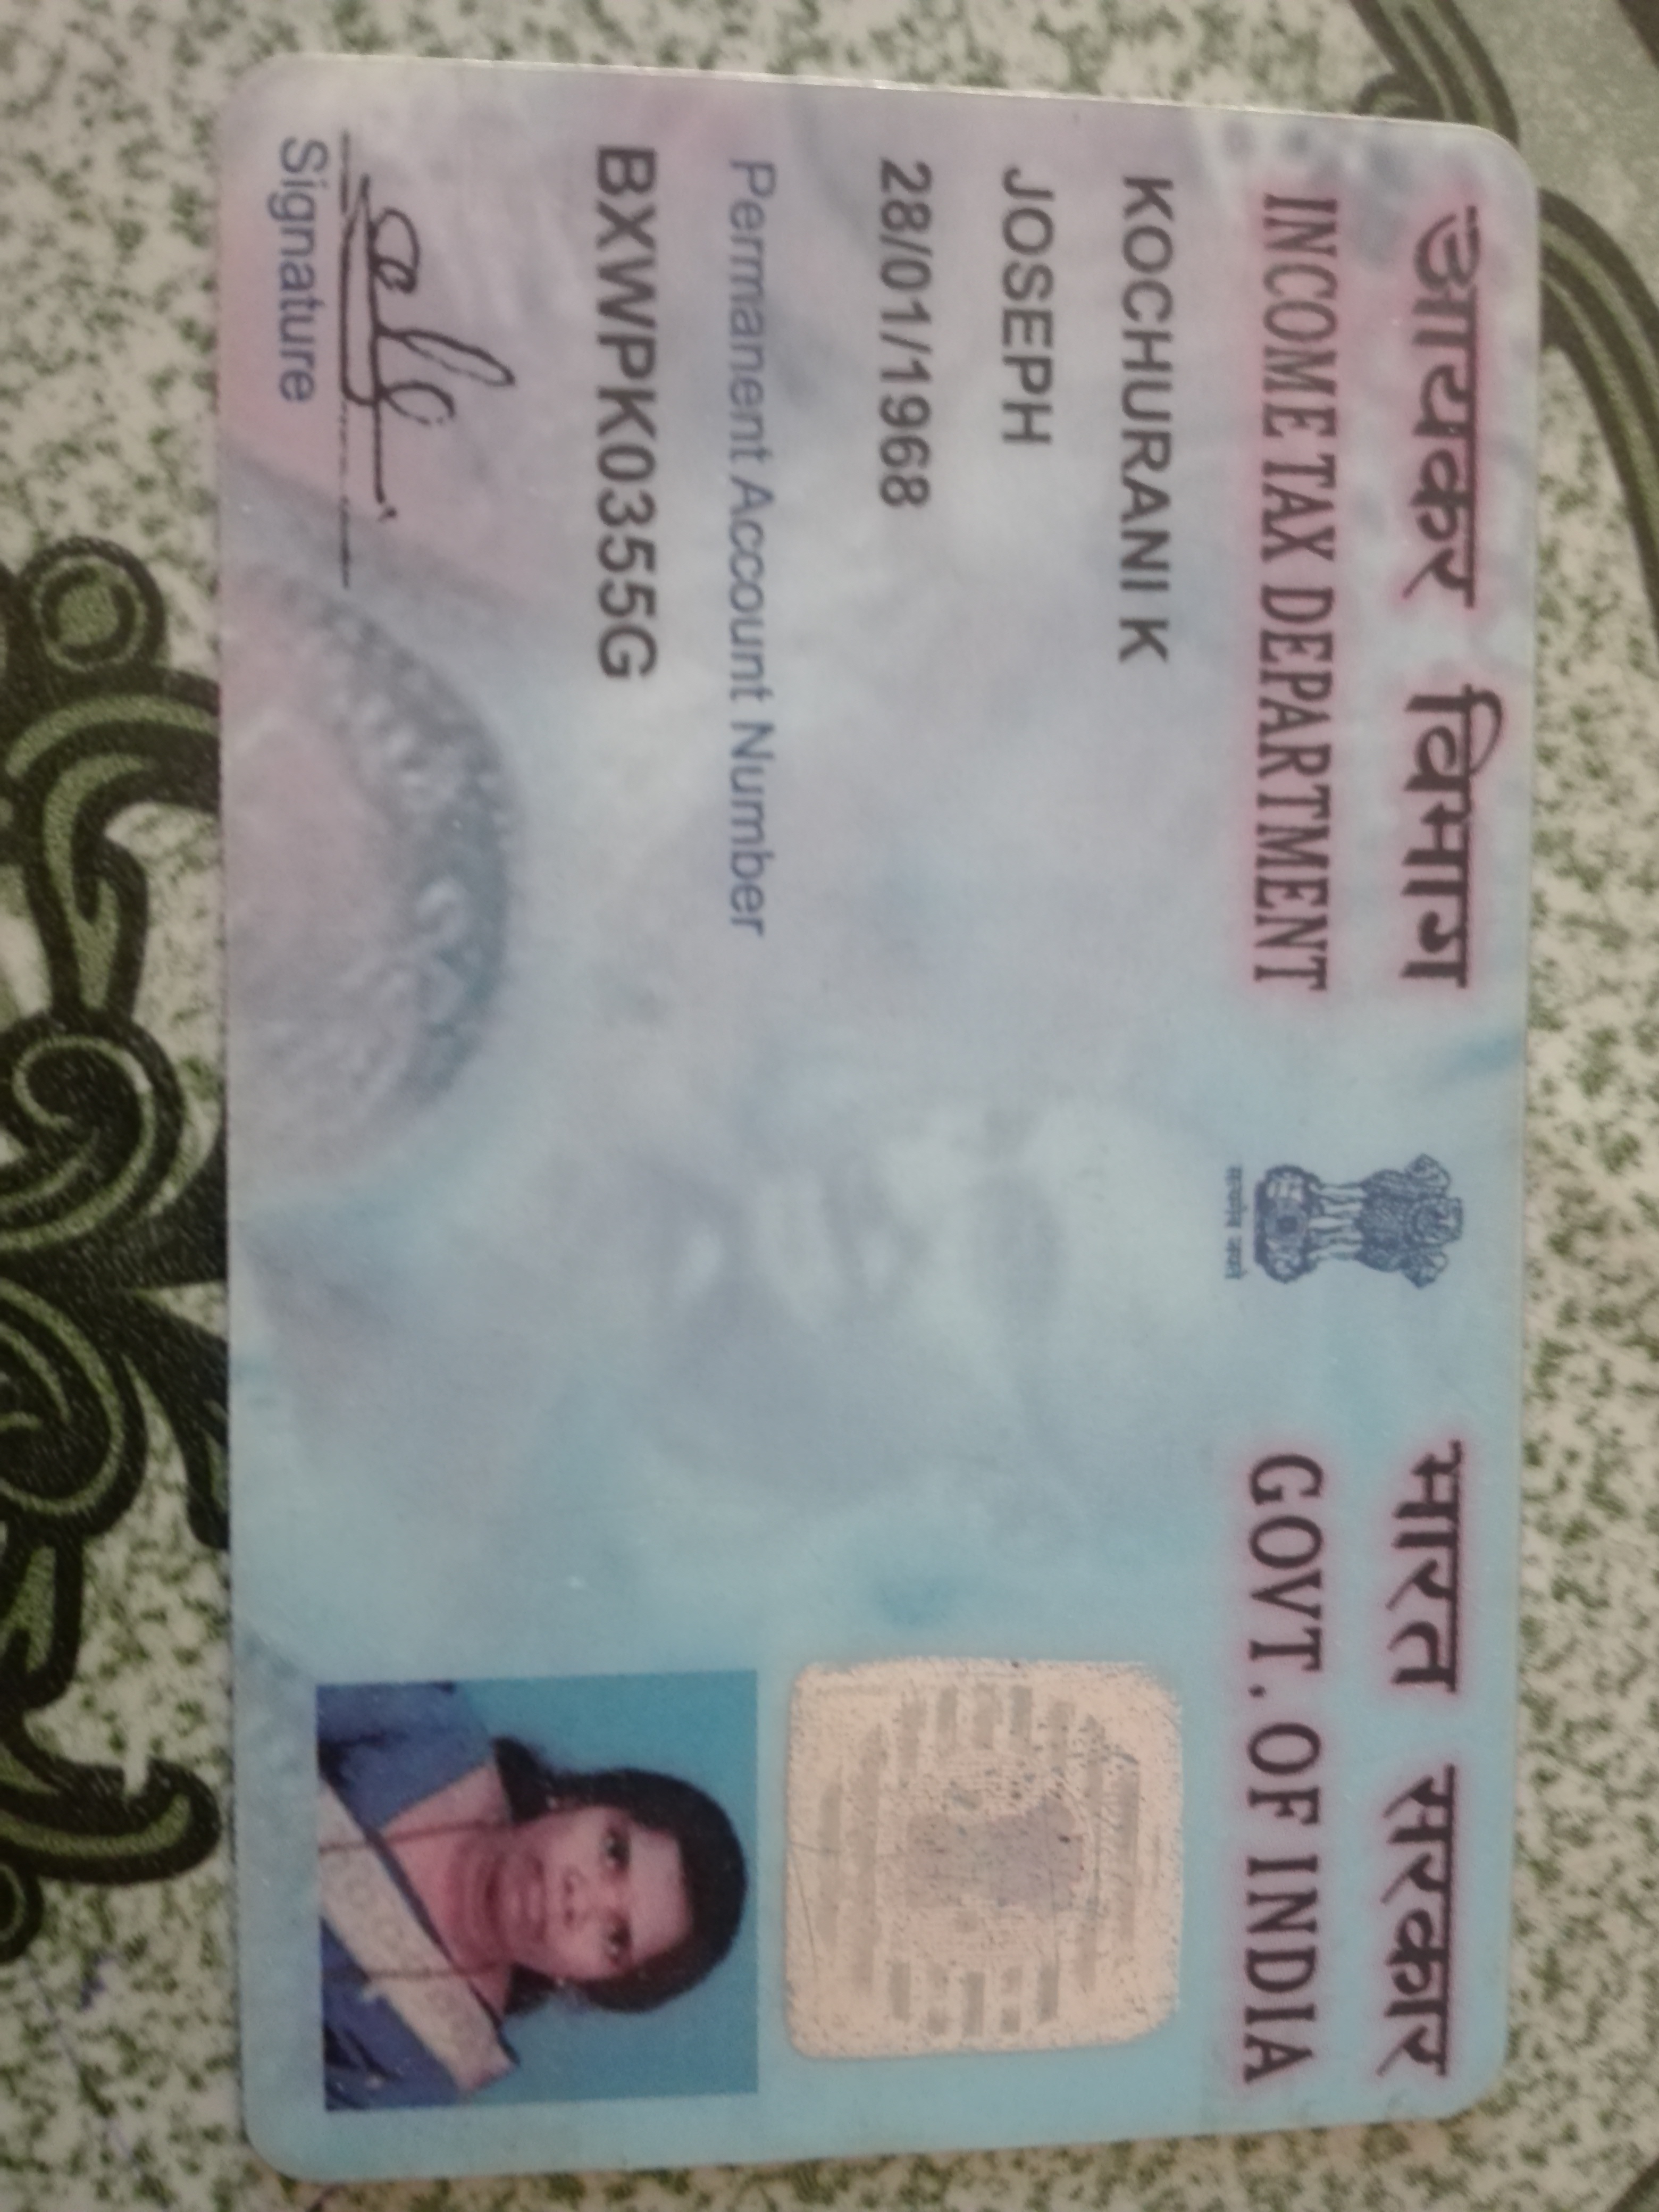 आयकर विभाग
INCOME TAX DEPARTMENT
भारत सरकार
GOVT. OF INDIA
सत्यमेव जयते
KOCHURANI K
JOSEPH
28/01/1968
Permanent Account Number
BXWPK0355G
Signature